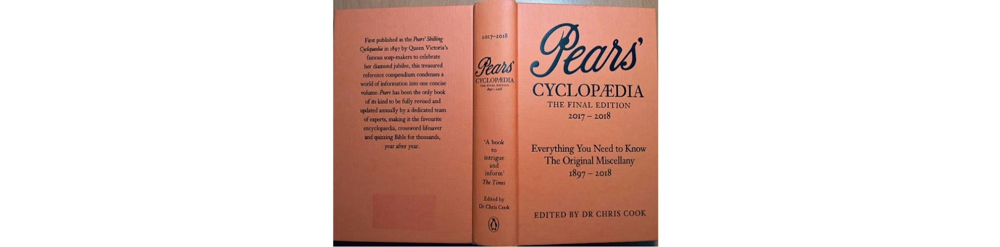 First published as the Pears' Shilling
Cyclopaedia in 1897 by Queen Victoria's
famous soap-makers to celebrate
her diamond jubilee, this treasured
reference compendium condenses a
world of information into one concise
volume. Pears has been the only book
of its kind to be fully revised and
updated annually by a dedicated team
of experts, making it the favourite
encyclopaedia, crossword lifesaver
and quizzing Bible for thousands,
year after year.
2017–2018
Pears'
CYCLOPÆDIA
THE FINAL EDITION
1897 – 2018
'A book
to
intrigue
and
inform'
The Times
Edited by
Dr Chris Cook
Pears'
CYCLOPÆDIA
THE FINAL EDITION
2017 – 2018
Everything You Need to Know
The Original Miscellany
1897 – 2018
EDITED BY DR CHRIS COOK